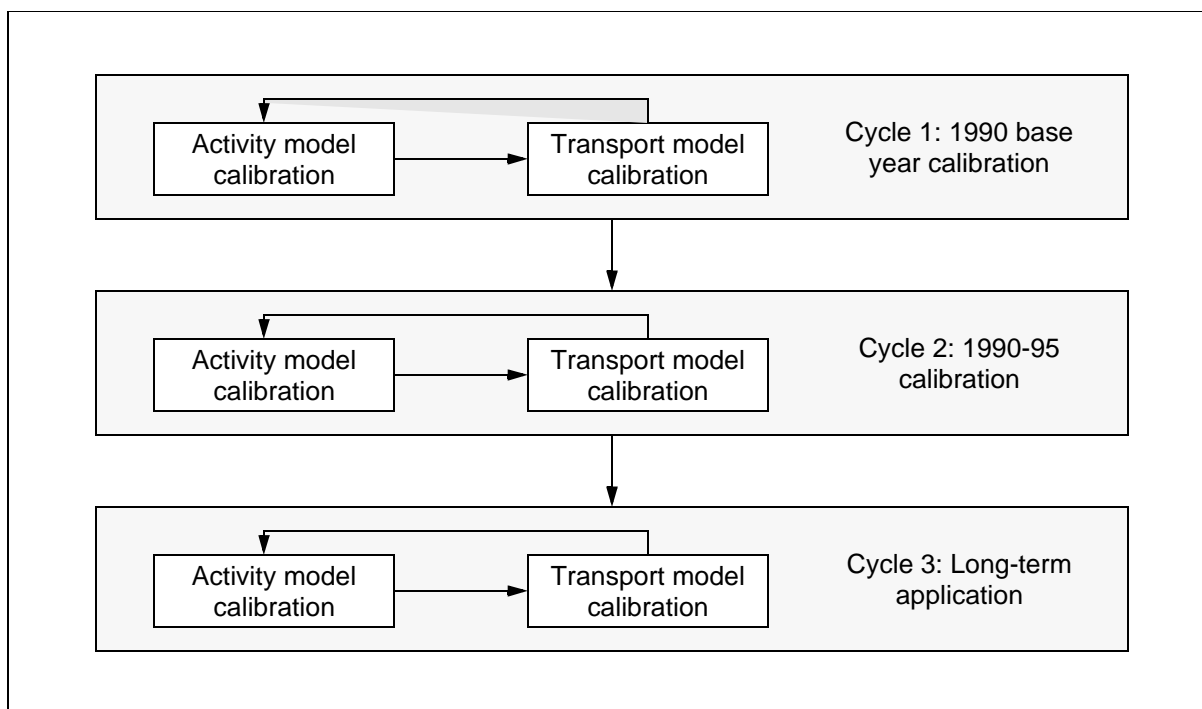 Activity model
calibration
Transport model
calibration
Cycle 1: 1990 base
year calibration
Activity model
calibration
Transport model
calibration
Cycle 2: 1990-95
calibration
Activity model
calibration
Transport model
calibration
Cycle 3: Long-term
application